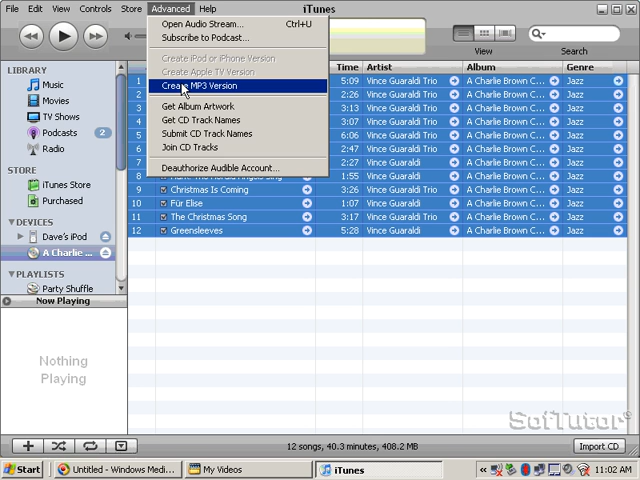 File Edit View Controls Store Advanced Help iTunes
Open Audio Stream... Ctrl+U
Subscribe to Podcast...
Create iPod or iPhone Version
Create Apple TV Version
Create MP3 Version
Get Album Artwork
Get CD Track Names
Submit CD Track Names
Join CD Tracks
Deauthorize Audible Account...
View Search
LIBRARY
Music
Movies
TV Shows
Podcasts 2
Radio
STORE
iTunes Store
Purchased
DEVICES
Dave's iPod
A Charlie ...
PLAYLISTS
Party Shuffle
Now Playing
Nothing
Playing
Time Artist Album Genre
1 5:09 Vince Guaraldi Trio A Charlie Brown C... Jazz
2 2:26 Vince Guaraldi Trio A Charlie Brown C... Jazz
3 3:13 Vince Guaraldi Trio A Charlie Brown C... Jazz
4 3:07 Vince Guaraldi Trio A Charlie Brown C... Jazz
5 6:06 Vince Guaraldi Trio A Charlie Brown C... Jazz
6 2:47 Vince Guaraldi Trio A Charlie Brown C... Jazz
7 2:27 Vince Guaraldi A Charlie Brown C... Jazz
8 1:55 Vince Guaraldi A Charlie Brown C... Jazz
9 Christmas Is Coming 3:26 Vince Guaraldi Trio A Charlie Brown C... Jazz
10 Für Elise 1:06 Vince Guaraldi A Charlie Brown C... Jazz
11 The Christmas Song 3:17 Vince Guaraldi Trio A Charlie Brown C... Jazz
12 Greensleeves 5:28 Vince Guaraldi A Charlie Brown C... Jazz
SofTutor
12 songs, 40.3 minutes, 408.2 MB
Import CD
Start Untitled - Windows Medi... My Videos iTunes 11:02 AM